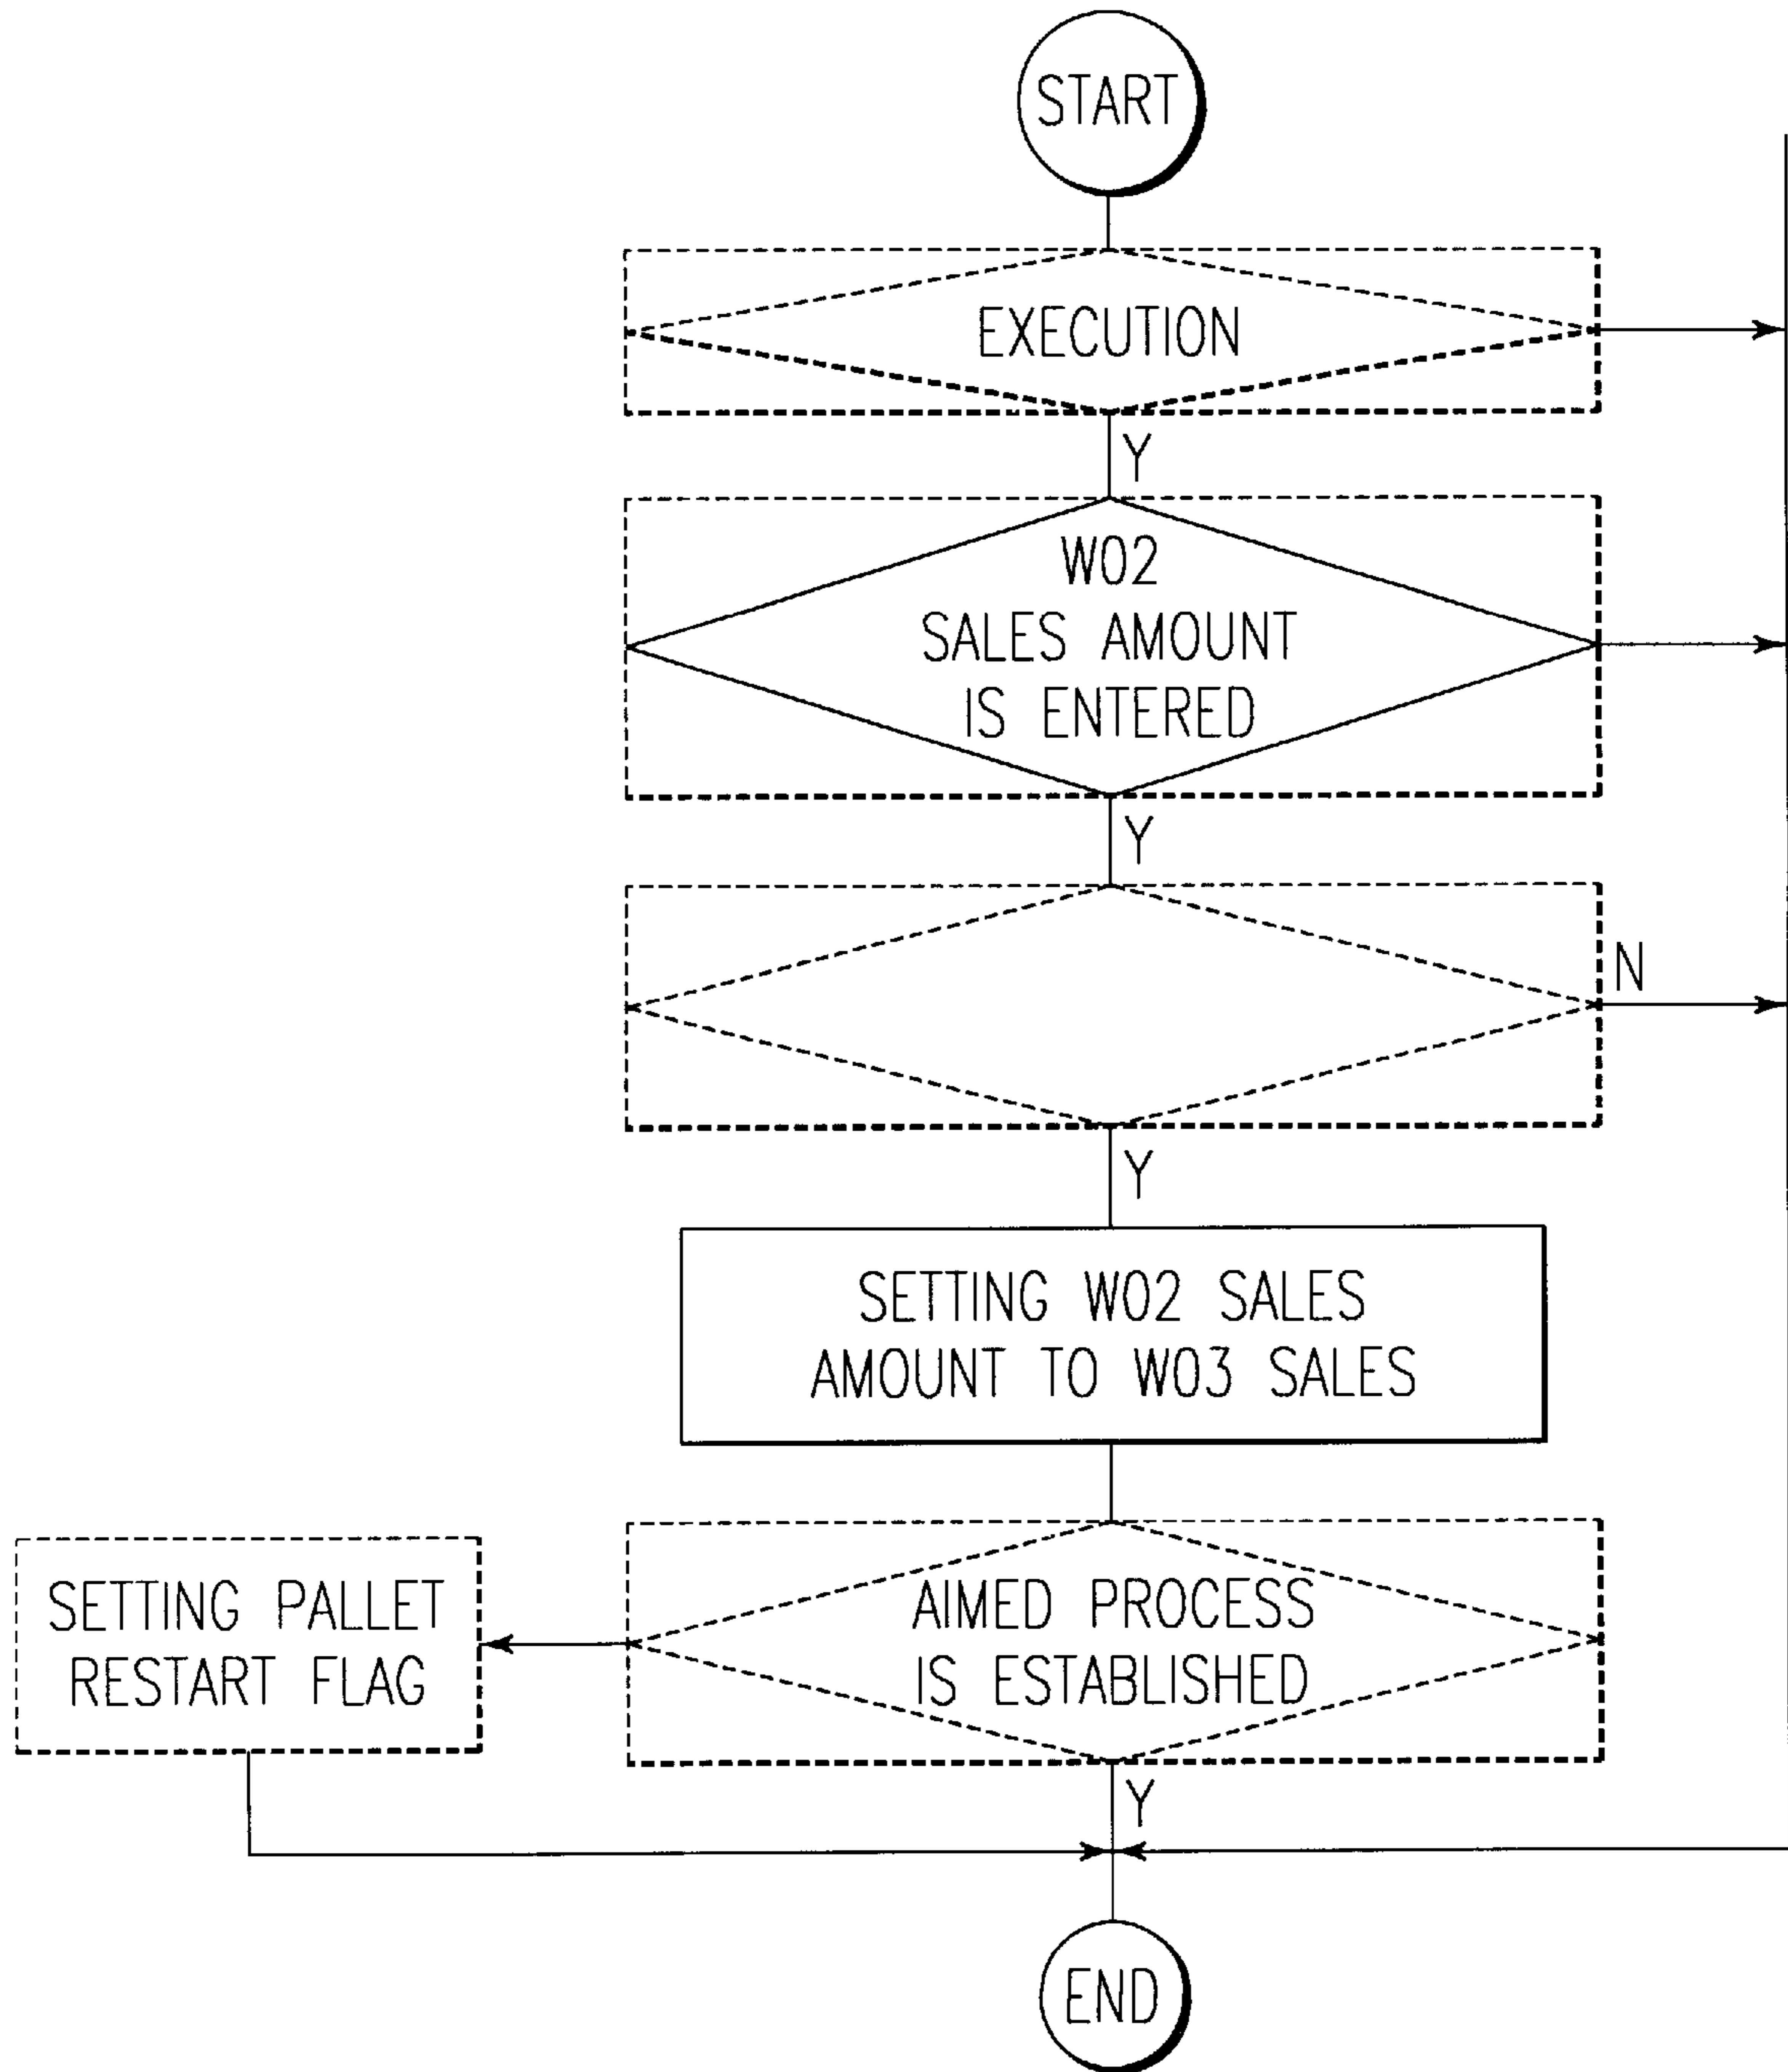 START
EXECUTION
Y
W02
SALES AMOUNT
IS ENTERED
Y
N
Y
SETTING W02 SALES
AMOUNT TO W03 SALES
SETTING PALLET
RESTART FLAG
AIMED PROCESS
IS ESTABLISHED
Y
END